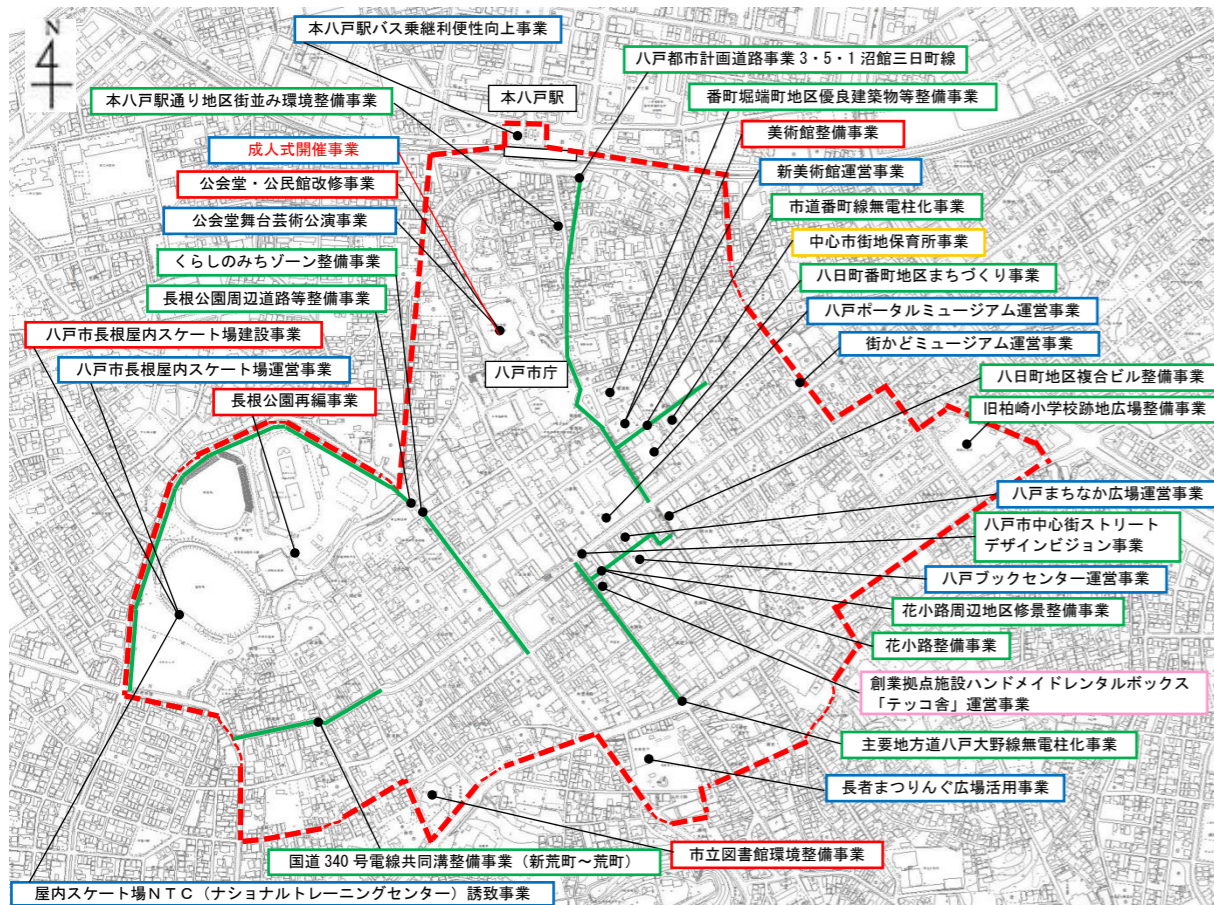 N
本八戸駅バス乗継利便性向上事業
八戸都市計画道路事業3・5・1沼館三日町線
本八戸駅通り地区街並み環境整備事業
本八戸駅
番町堀端町地区優良建築物等整備事業
美術館整備事業
成人式開催事業
新美術館運営事業
公会堂・公民館改修事業
市道番町線無電柱化事業
公会堂舞台芸術公演事業
中心市街地保育所事業
くらしのみちゾーン整備事業
八日町番町地区まちづくり事業
長根公園周辺道路等整備事業
八戸ポータルミュージアム運営事業
八戸市長根屋内スケート場建設事業
街かどミュージアム運営事業
八戸市長根屋内スケート場運営事業
八戸市庁
八日町地区複合ビル整備事業
長根公園再編事業
旧柏崎小学校跡地広場整備事業
八戸まちなか広場運営事業
八戸市中心街ストリート
デザインビジョン事業
八戸ブックセンター運営事業
花小路周辺地区修景整備事業
花小路整備事業
創業拠点施設ハンドメイドレンタルボックス
「テッコ舎」運営事業
主要地方道八戸大野線無電柱化事業
長者まつりんぐ広場活用事業
国道340号電線共同溝整備事業（新荒町～荒町）
市立図書館環境整備事業
屋内スケート場NTC（ナショナルトレーニングセンター）誘致事業